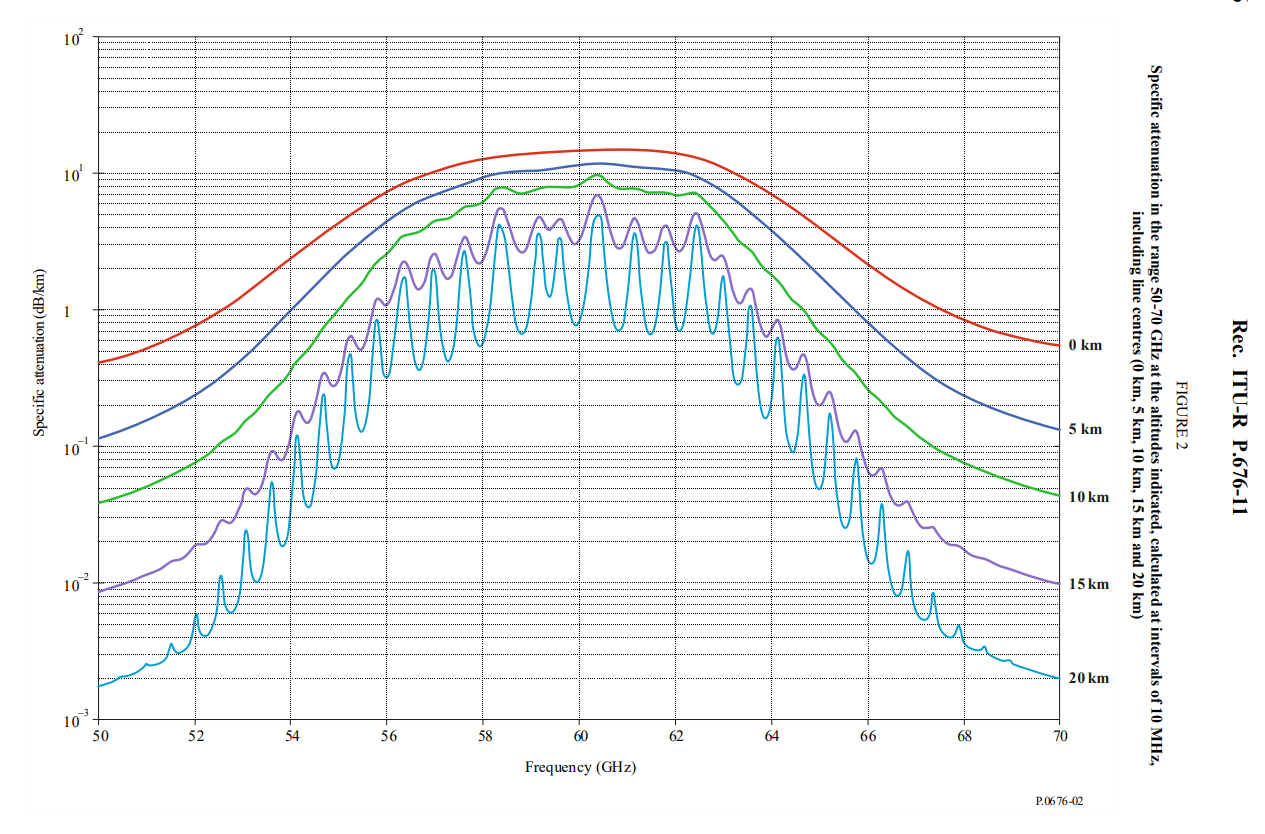 Rec. ITU-R P.676-11
FIGURE 2
Specific attenuation in the range 50-70 GHz at the altitudes indicated, calculated at intervals of 10 MHz,
including line centres (0 km, 5 km, 10 km, 15 km and 20 km)
10²
10¹
1
10⁻¹
10⁻²
10⁻³
Specific attenuation (dB/km)
0 km
5 km
10 km
15 km
20 km
50 52 54 56 58 60 62 64 66 68 70
Frequency (GHz)
P.0676-02